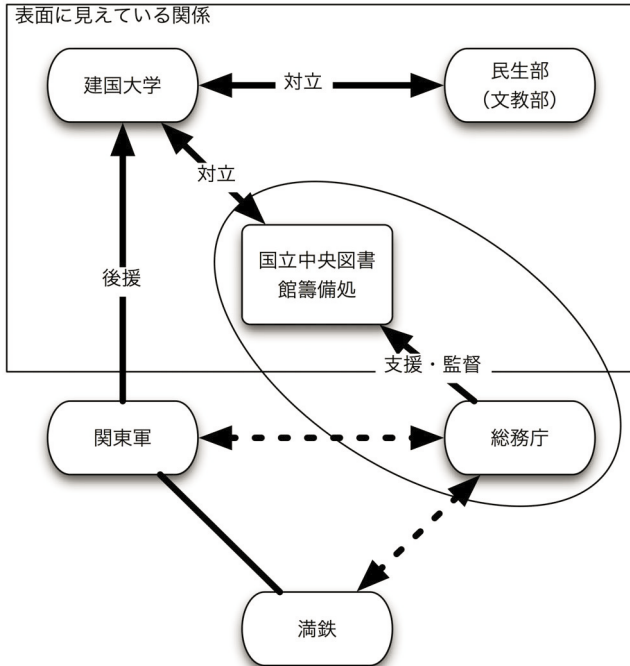 表面に見えている関係
建国大学
対立
民生部
（文教部）
対立
国立中央図書
館籌備処
後援
支援・監督
関東軍
総務庁
満鉄